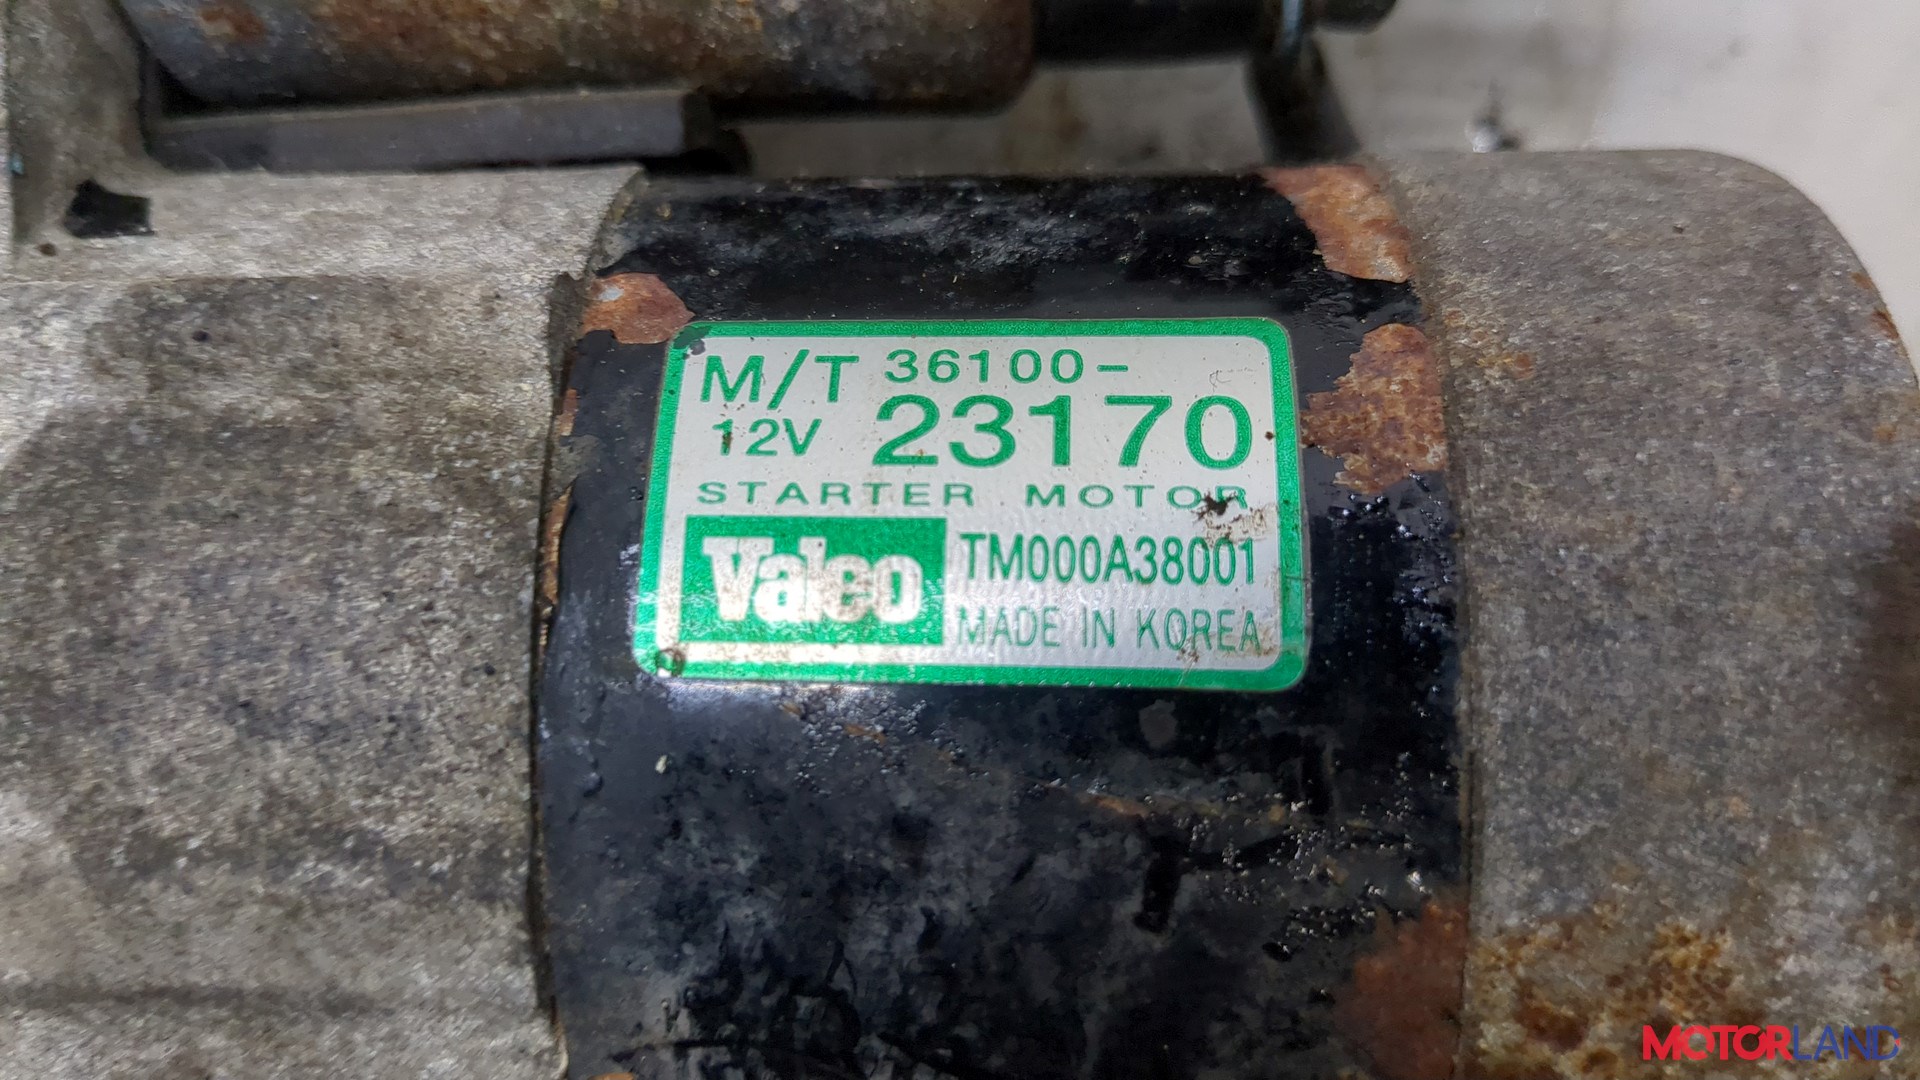 M/T 36100-
12V 23170
STARTER MOTOR
Valeo TM000A38001
MADE IN KOREA
MOTORLAND